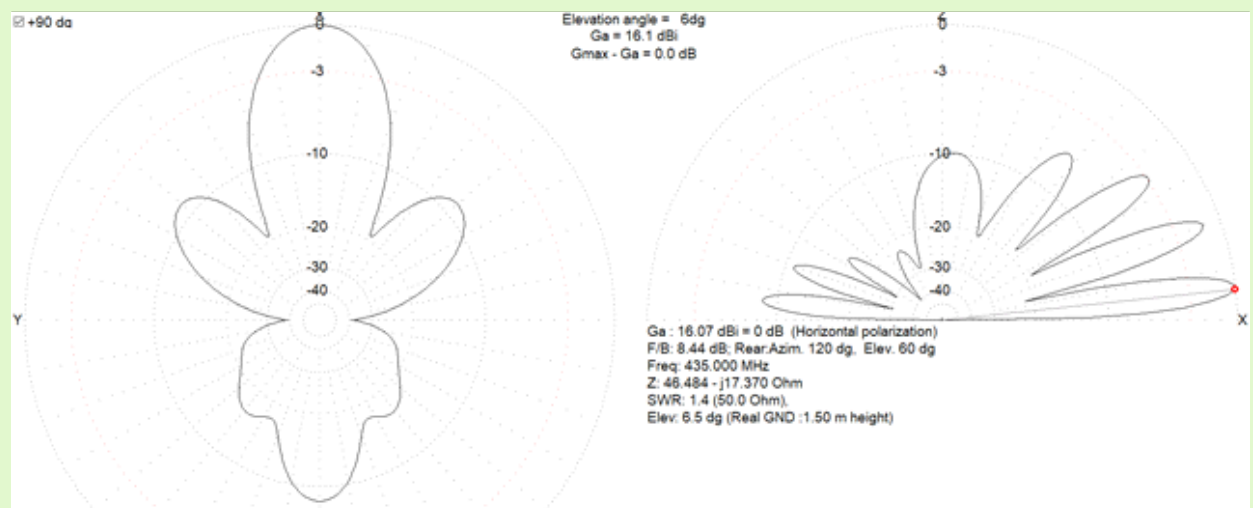 +90 dg
X
0
-3
-10
-20
-30
-40
Y
Elevation angle = 6dg
Ga = 16.1 dBi
Gmax - Ga = 0.0 dB
0
-3
-10
-20
-30
-40
X
Ga : 16.07 dBi = 0 dB (Horizontal polarization)
F/B: 8.44 dB; Rear:Azim. 120 dg, Elev. 60 dg
Freq: 435.000 MHz
Z: 46.484 - j17.370 Ohm
SWR: 1.4 (50.0 Ohm),
Elev: 6.5 dg (Real GND :1.50 m height)